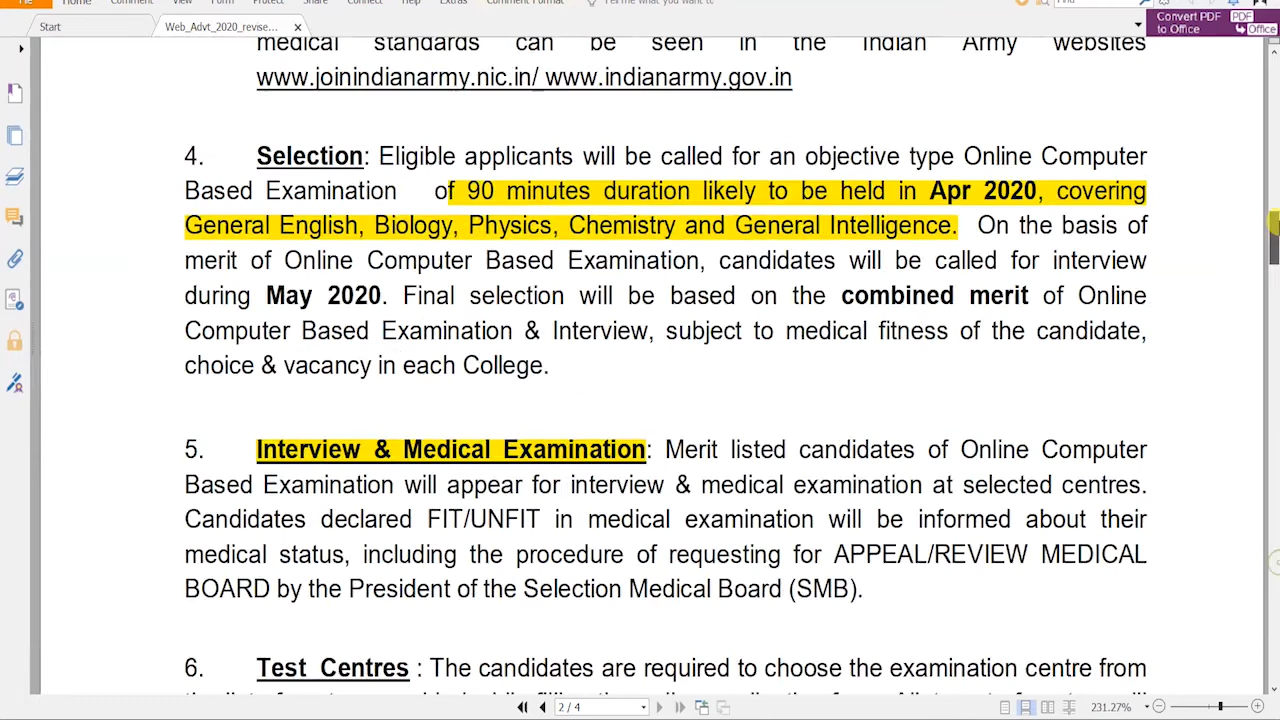 File Home Comment View Form Protect Share Connect Help Extras Comment Format Tell me what you want t Find
Start Web_Advt_2020_revise... Convert PDF to Office PDF Office
medical standards can be seen in the Indian Army websites
www.joinindianarmy.nic.in/ www.indianarmy.gov.in
4. Selection: Eligible applicants will be called for an objective type Online Computer
Based Examination of 90 minutes duration likely to be held in Apr 2020, covering
General English, Biology, Physics, Chemistry and General Intelligence. On the basis of
merit of Online Computer Based Examination, candidates will be called for interview
during May 2020. Final selection will be based on the combined merit of Online
Computer Based Examination & Interview, subject to medical fitness of the candidate,
choice & vacancy in each College.
5. Interview & Medical Examination: Merit listed candidates of Online Computer
Based Examination will appear for interview & medical examination at selected centres.
Candidates declared FIT/UNFIT in medical examination will be informed about their
medical status, including the procedure of requesting for APPEAL/REVIEW MEDICAL
BOARD by the President of the Selection Medical Board (SMB).
6. Test Centres : The candidates are required to choose the examination centre from
2 / 4 231.27%